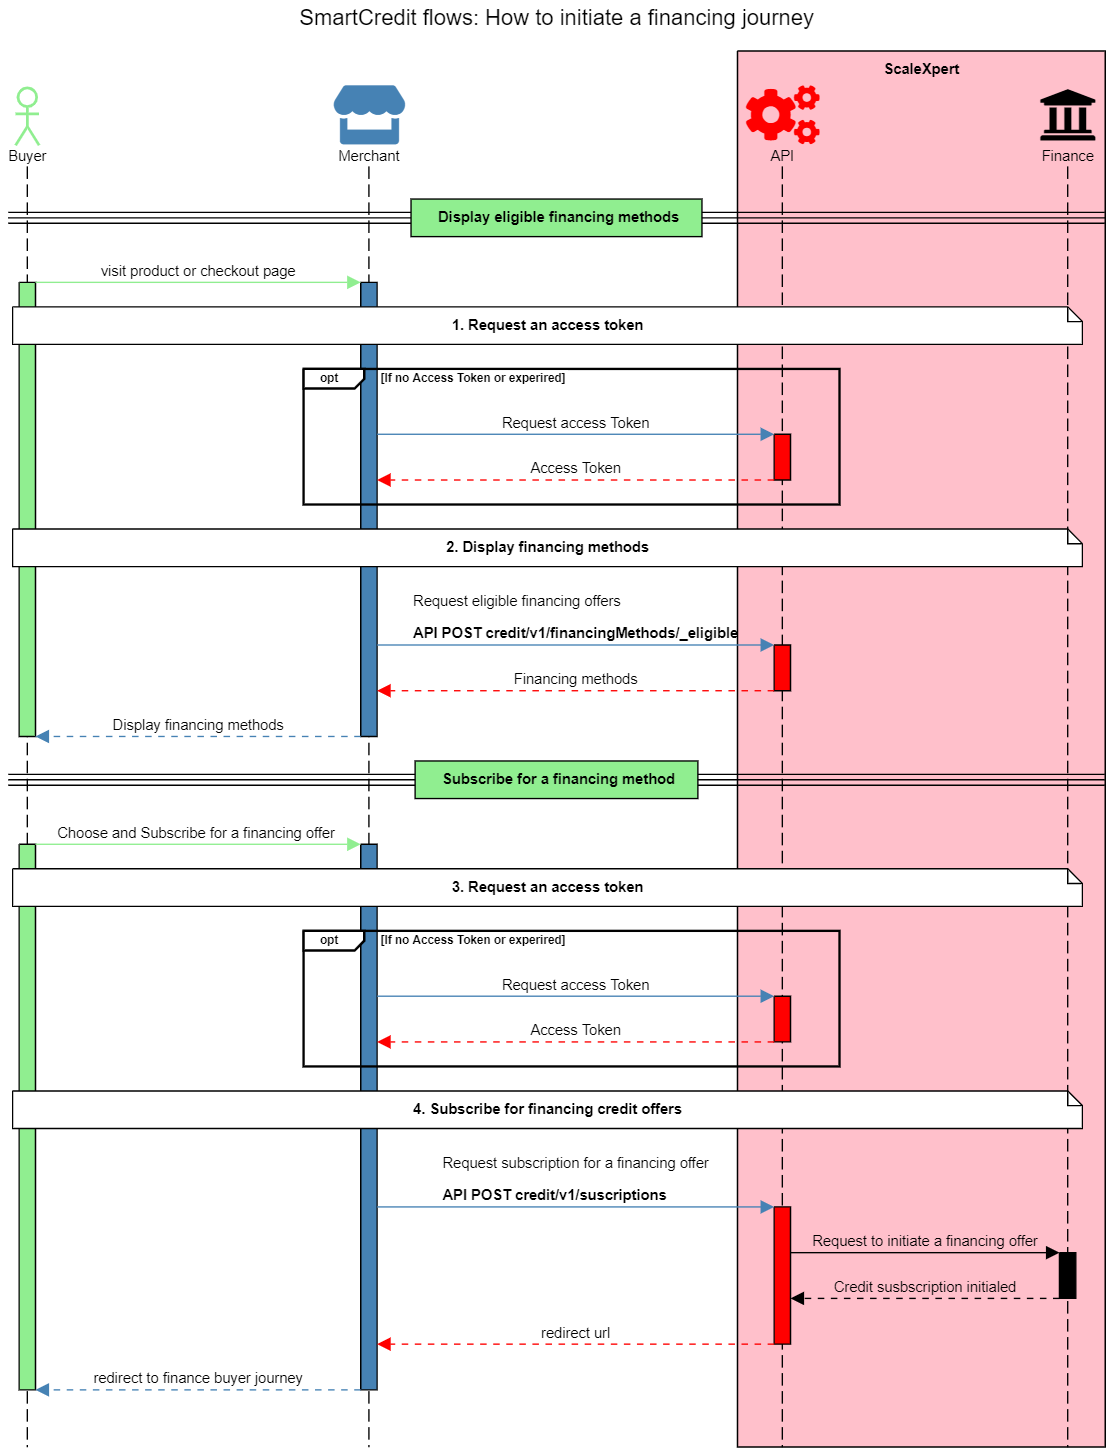 SmartCredit flows: How to initiate a financing journey
ScaleXpert
Buyer
Merchant
API
Finance
Display eligible financing methods
visit product or checkout page
1. Request an access token
opt
[If no Access Token or experired]
Request access Token
Access Token
2. Display financing methods
Request eligible financing offers
API POST credit/v1/financingMethods/_eligible
Financing methods
Display financing methods
Subscribe for a financing method
Choose and Subscribe for a financing offer
3. Request an access token
opt
[If no Access Token or experired]
Request access Token
Access Token
4. Subscribe for financing credit offers
Request subscription for a financing offer
API POST credit/v1/suscriptions
Request to initiate a financing offer
Credit susbscription initialed
redirect url
redirect to finance buyer journey